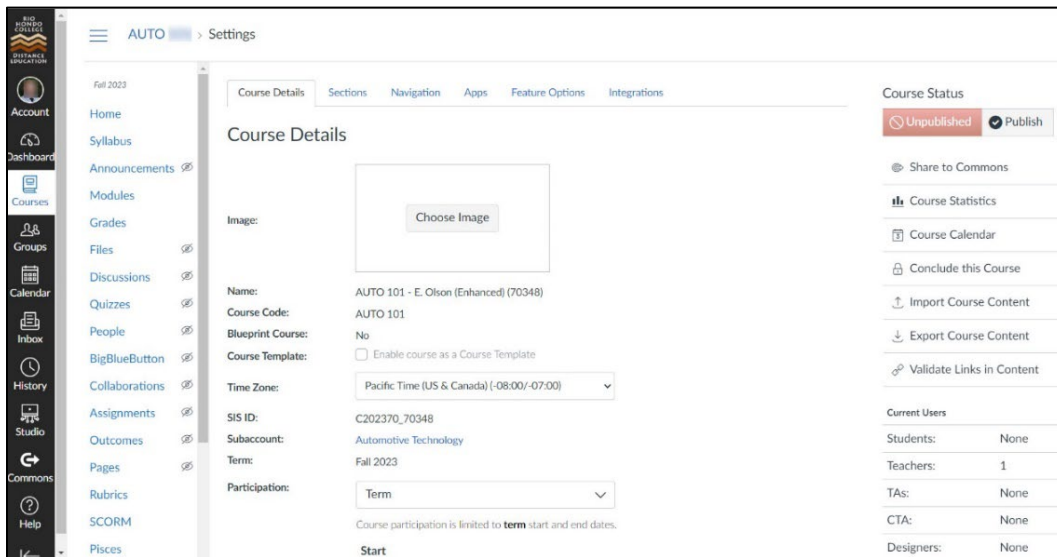 RIO
HONDO
COLLEGE
DISTANCE
EDUCATION
Account
Dashboard
Courses
Groups
Calendar
Inbox
History
Studio
Commons
Help
AUTO > Settings
Fall 2023
Home
Syllabus
Announcements
Modules
Grades
Files
Discussions
Quizzes
People
BigBlueButton
Collaborations
Assignments
Outcomes
Pages
Rubrics
SCORM
Pisces
Course Details Sections Navigation Apps Feature Options Integrations
Course Details
Image: Choose Image
Name: AUTO 101 - E. Olson (Enhanced) (70348)
Course Code: AUTO 101
Blueprint Course: No
Course Template: Enable course as a Course Template
Time Zone: Pacific Time (US & Canada) (-08:00/-07:00)
SIS ID: C202370_70348
Subaccount: Automotive Technology
Term: Fall 2023
Participation: Term
Course participation is limited to term start and end dates.
Start
Course Status
Unpublished Publish
Share to Commons
Course Statistics
Course Calendar
Conclude this Course
Import Course Content
Export Course Content
Validate Links in Content
Current Users
Students: None
Teachers: 1
TAs: None
CTA: None
Designers: None